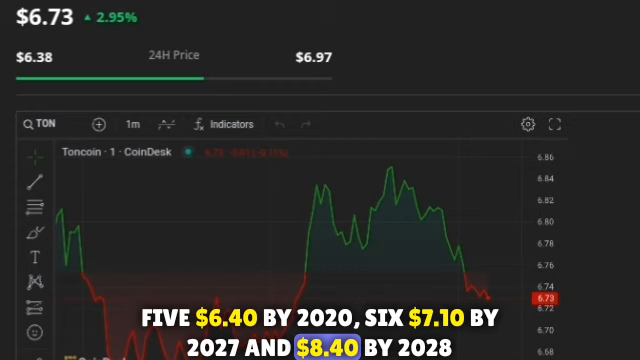 $6.73 ▲ 2.95%
$6.38 24H Price $6.97
TON 1m Indicators
Toncoin · 1 · CoinDesk
6.86
6.84
6.82
6.80
6.78
6.76
6.74
6.73
6.72
6.70
6.68
FIVE $6.40 BY 2020, SIX $7.10 BY
2027 AND $8.40 BY 2028